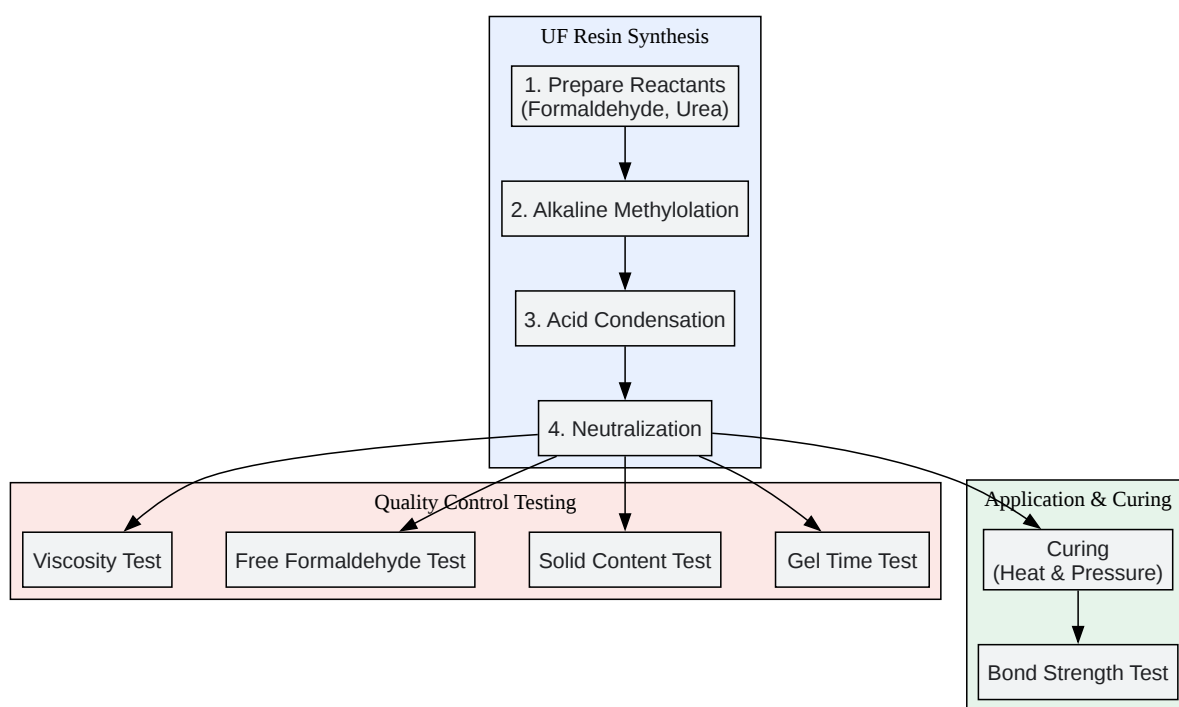 UF Resin Synthesis
1. Prepare Reactants
(Formaldehyde, Urea)
2. Alkaline Methylolation
3. Acid Condensation
4. Neutralization
Quality Control Testing
Viscosity Test
Free Formaldehyde Test
Solid Content Test
Gel Time Test
Application & Curing
Curing
(Heat & Pressure)
Bond Strength Test